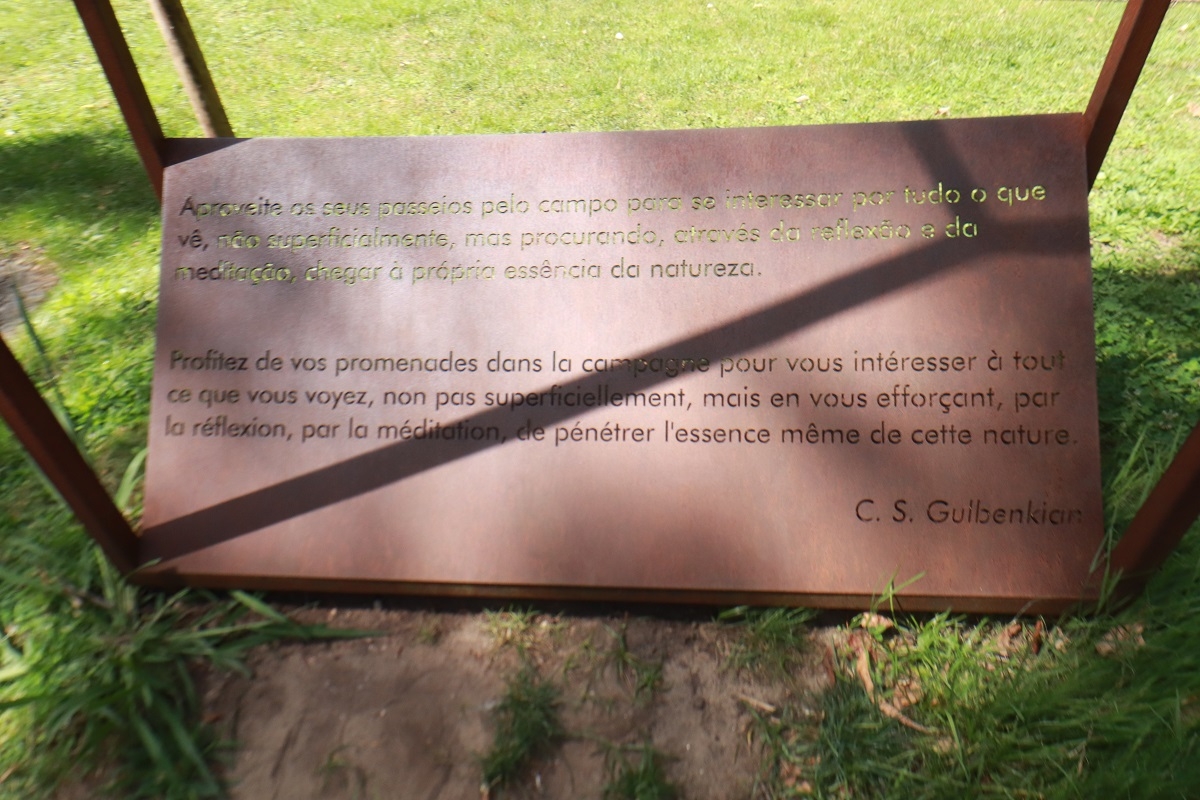 Aproveite os seus passeios pelo campo para se interessar por tudo o que
vê, não superficialmente, mas procurando, através da reflexão e da
meditação, chegar à própria essência da natureza.
Profitez de vos promenades dans la campagne pour vous intéresser à tout
ce que vous voyez, non pas superficiellement, mais en vous efforçant, par
la réflexion, par la méditation, de pénétrer l'essence même de cette nature.
C. S. Gulbenkian